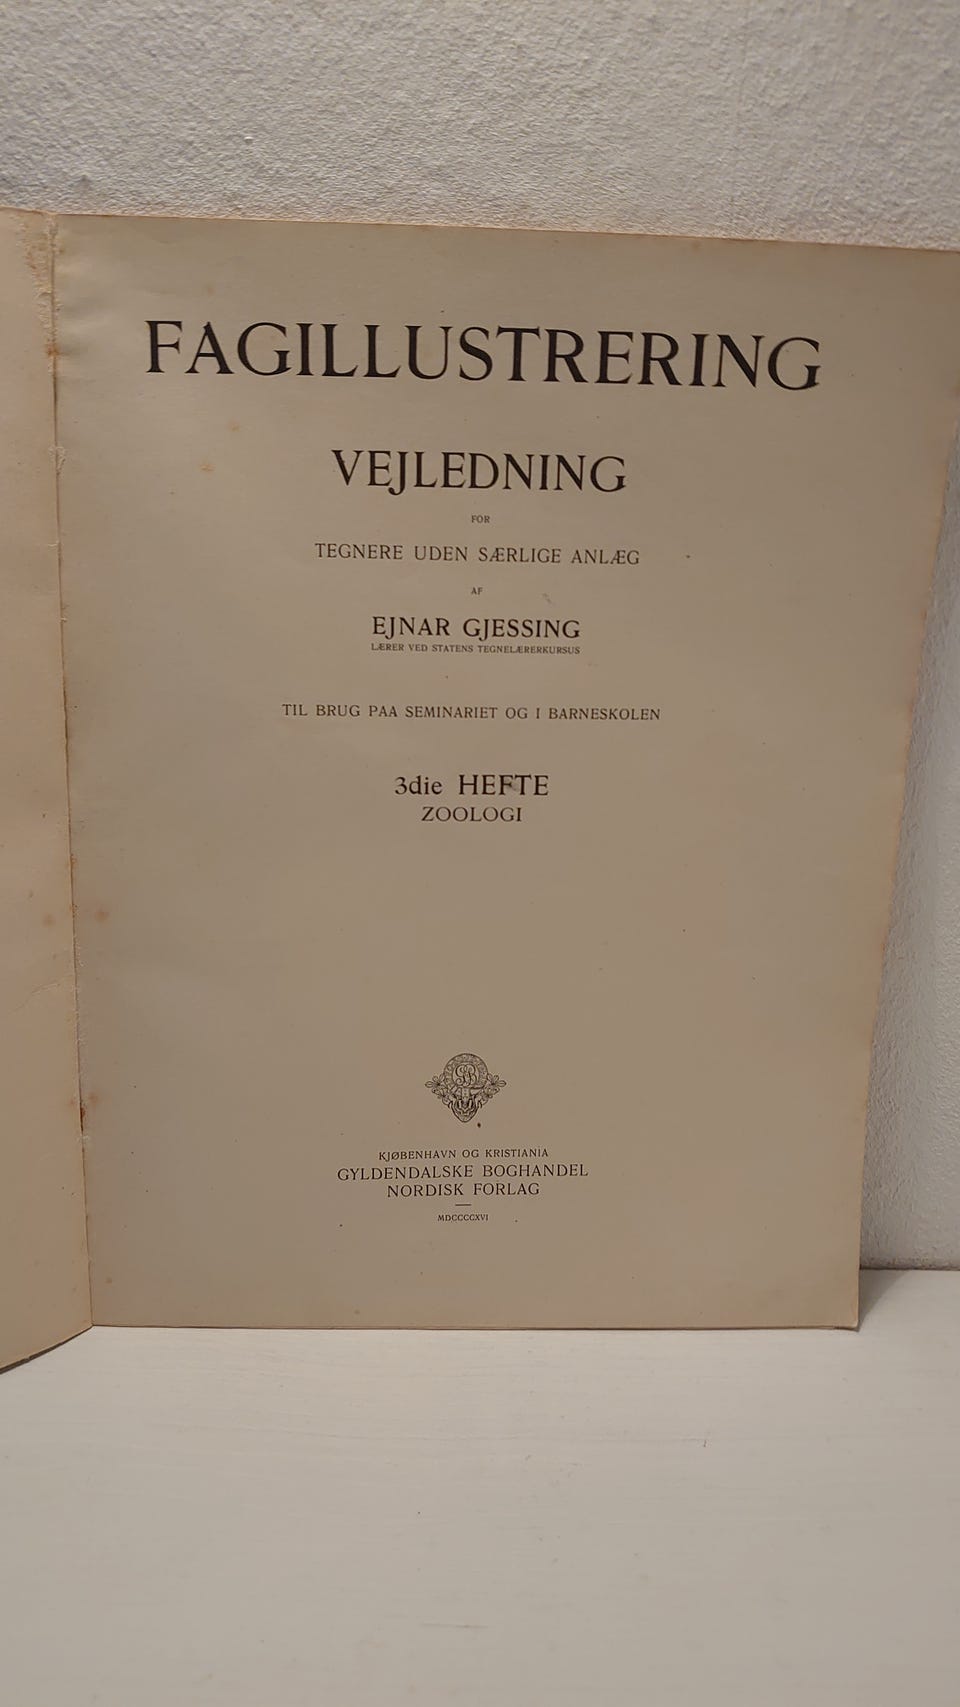 FAGILLUSTRERING
VEJLEDNING
FOR
TEGNERE UDEN SÆRLIGE ANLÆG
AF
EJNAR GJESSING
LÆRER VED STATENS TEGNELÆRERKURSUS
TIL BRUG PAA SEMINARIET OG I BARNESKOLEN
3die HEFTE
ZOOLOGI
KJØBENHAVN OG KRISTIANIA
GYLDENDALSKE BOGHANDEL
NORDISK FORLAG
MDCCCCXVI